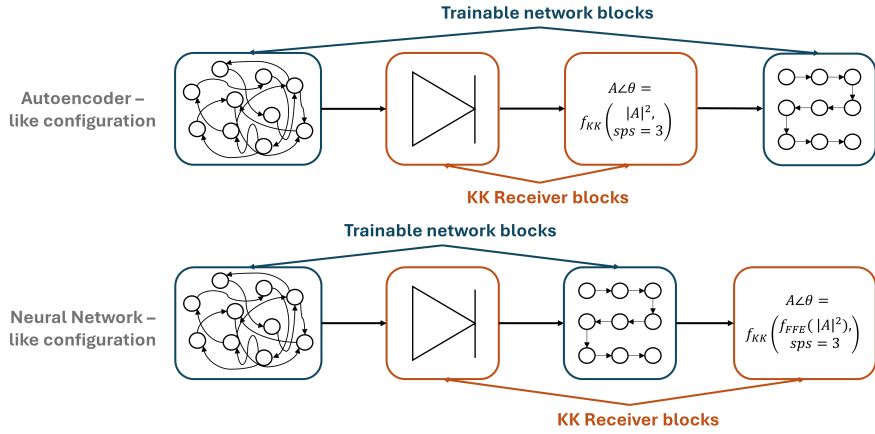 Trainable network blocks
Autoencoder –
like configuration
A∠θ =
f_KK ( |A|²,
sps = 3 )
KK Receiver blocks
Trainable network blocks
Neural Network –
like configuration
A∠θ =
f_KK ( f_FFE( |A|²),
sps = 3 )
KK Receiver blocks